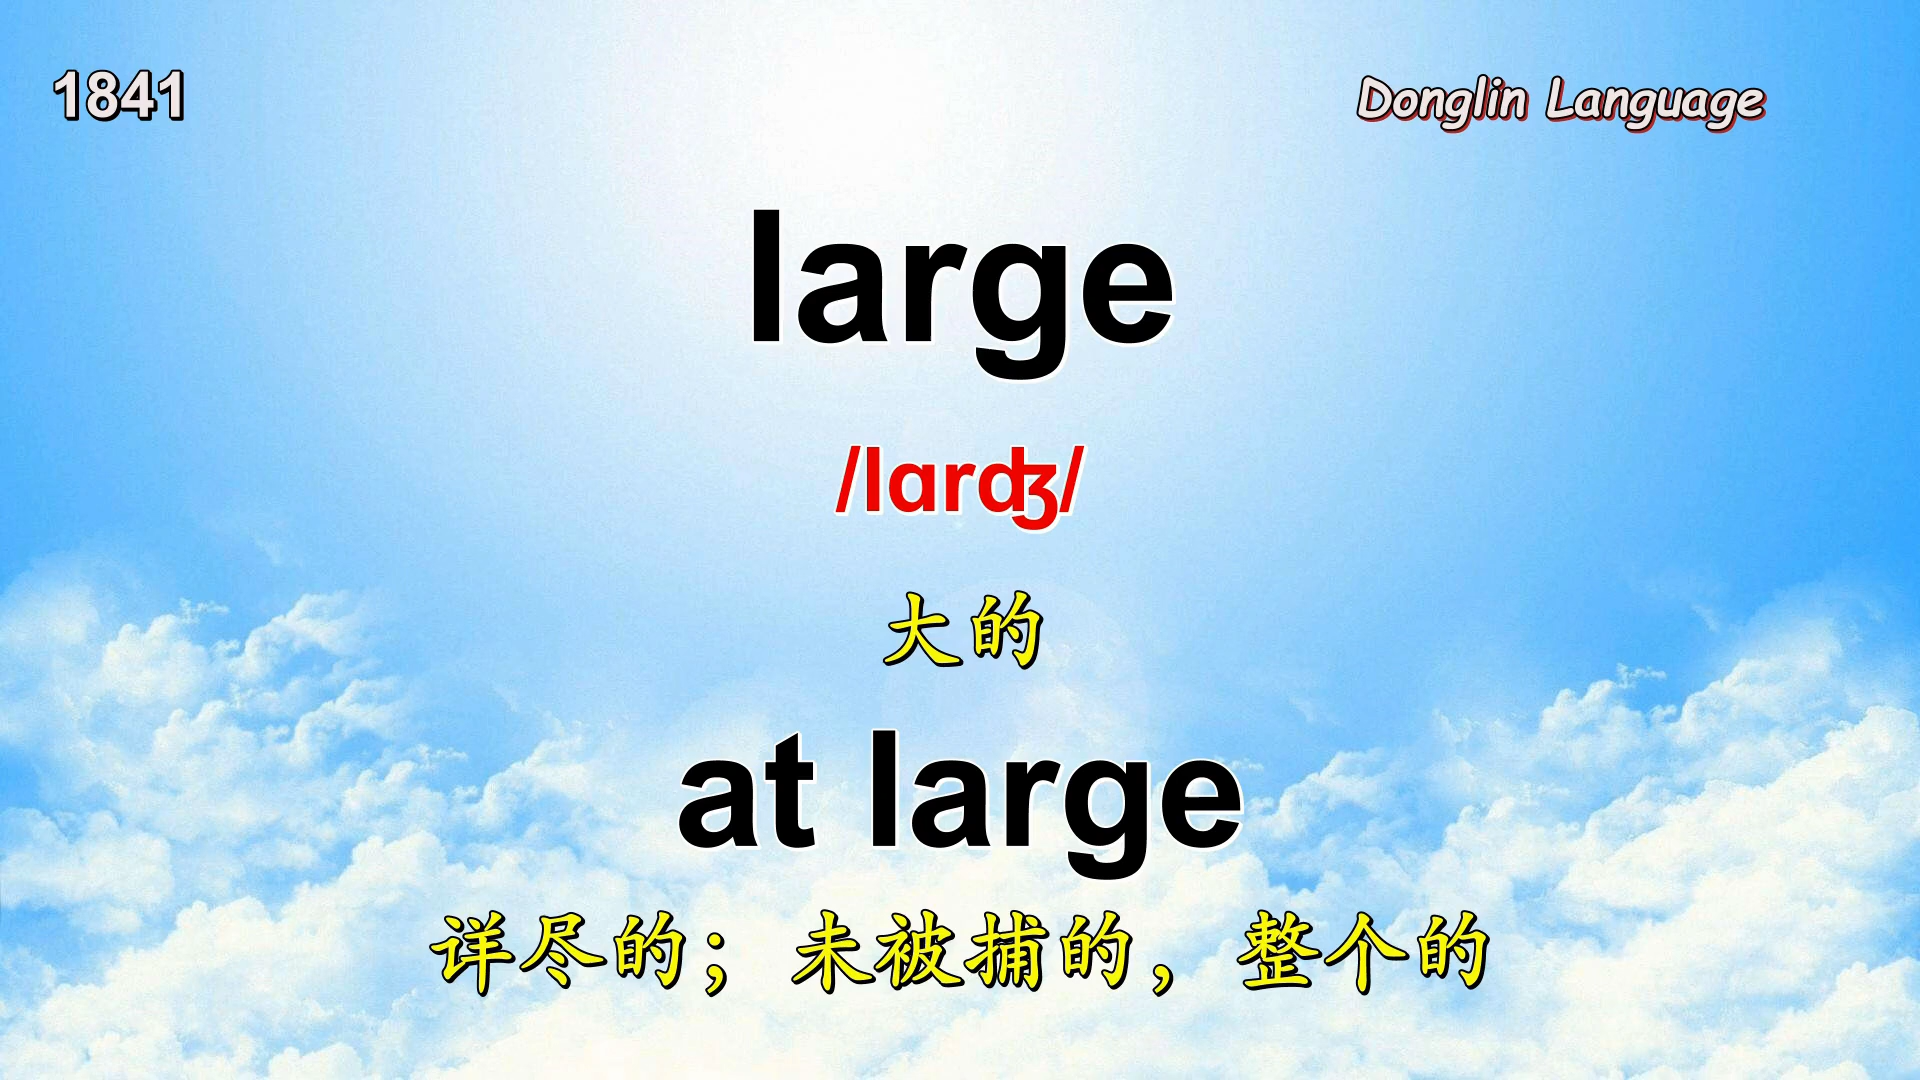 1841
Donglin Language
large
/lɑrʤ/
大的
at large
详尽的；未被捕的，整个的